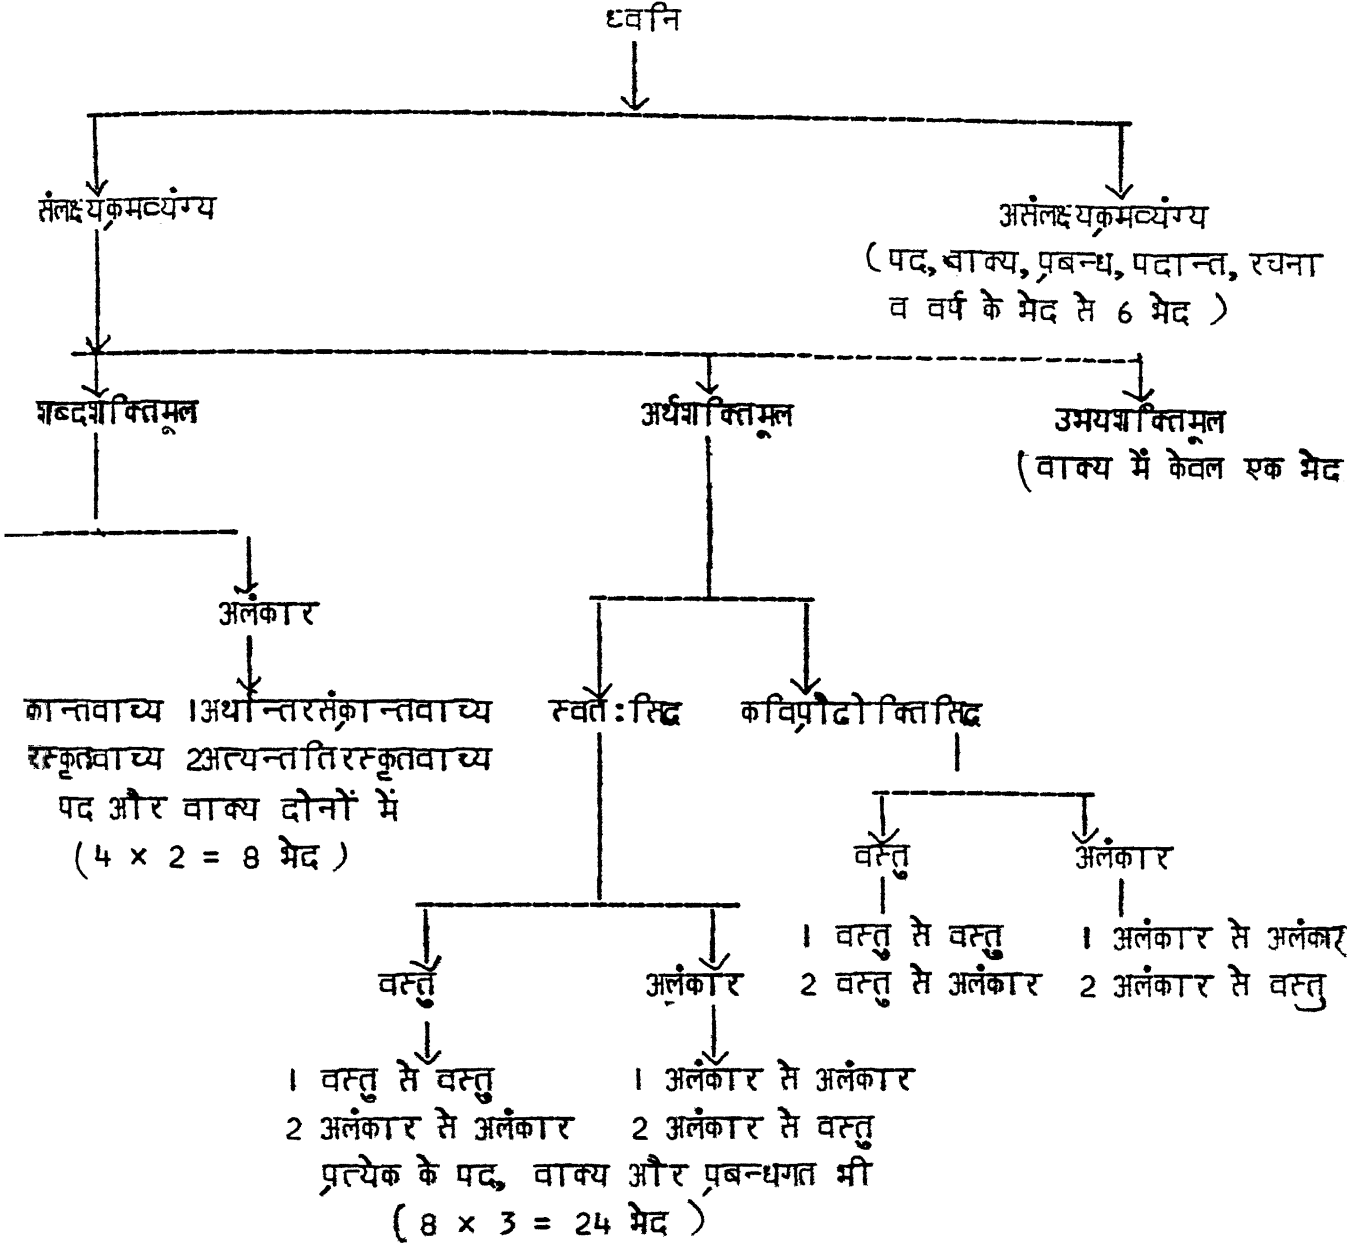 ध्वनि
संलक्ष्यक्रमव्यंग्य
असंलक्ष्यक्रमव्यंग्य
(पद, वाक्य, प्रबन्ध, पदान्त, रचना
व वर्ष के भेद से 6 भेद)
शब्दशक्तिमूल
अर्थशक्तिमूल
उभयशक्तिमूल
(वाक्य में केवल एक भेद
अलंकार
कान्तवाच्य 1अर्थान्तरसंक्रान्तवाच्य
रस्कृतवाच्य 2अत्यन्ततिरस्कृतवाच्य
पद और वाक्य दोनों में
(4 × 2 = 8 भेद)
स्वतःसिद्ध
कविप्रौढोक्तिसिद्ध
वस्तु
अलंकार
1 वस्तु से वस्तु
2 वस्तु से अलंकार
1 अलंकार से अलंकार
2 अलंकार से वस्तु
वस्तु
अलंकार
1 वस्तु से वस्तु
2 अलंकार से अलंकार
1 अलंकार से अलंकार
2 अलंकार से वस्तु
प्रत्येक के पद, वाक्य और प्रबन्धगत भी
(8 × 3 = 24 भेद)